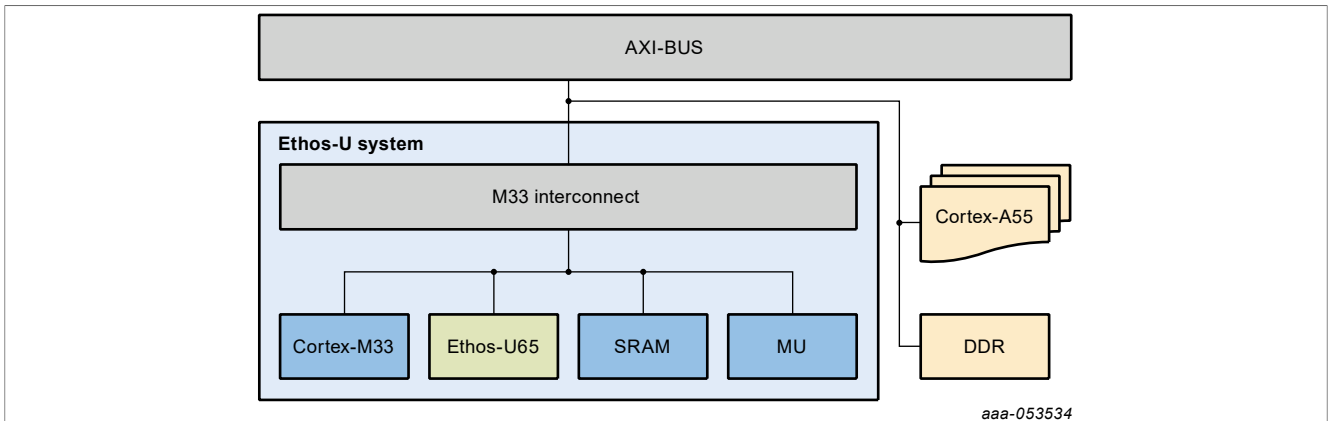 AXI-BUS
Ethos-U system
M33 interconnect
Cortex-A55
Cortex-M33
Ethos-U65
SRAM
MU
DDR
aaa-053534